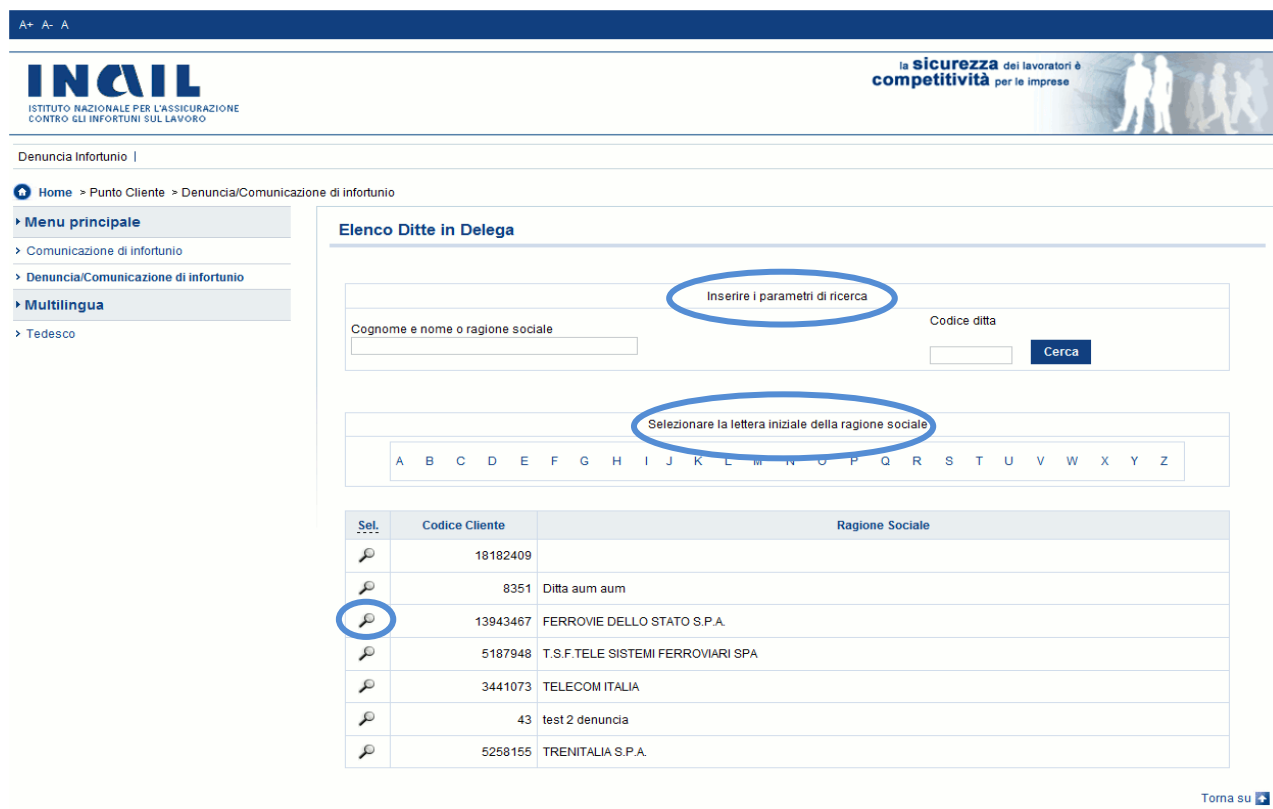 A+ A- A
INAIL
ISTITUTO NAZIONALE PER L'ASSICURAZIONE
CONTRO GLI INFORTUNI SUL LAVORO
la sicurezza dei lavoratori è
competitività per le imprese
Denuncia Infortunio |
Home > Punto Cliente > Denuncia/Comunicazione di infortunio
Menu principale
Comunicazione di infortunio
Denuncia/Comunicazione di infortunio
Multilingua
Tedesco
Elenco Ditte in Delega
Inserire i parametri di ricerca
Cognome e nome o ragione sociale
Codice ditta
Cerca
Selezionare la lettera iniziale della ragione sociale
A B C D E F G H I J K L M N O P Q R S T U V W X Y Z
Sel. Codice Cliente Ragione Sociale
18182409
8351 Ditta aum aum
13943467 FERROVIE DELLO STATO S.P.A.
5187948 T.S.F.TELE SISTEMI FERROVIARI SPA
3441073 TELECOM ITALIA
43 test 2 denuncia
5258155 TRENITALIA S.P.A.
Torna su